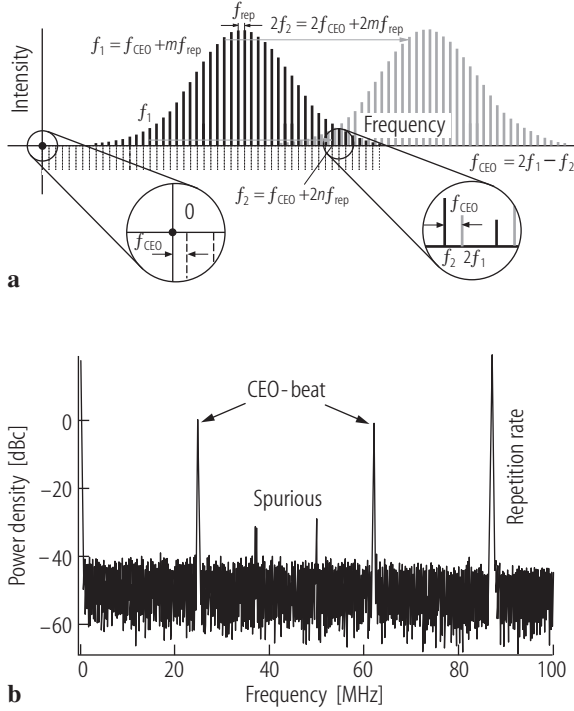 f_rep
2f_2 = 2f_CEO + 2mf_rep
f_1 = f_CEO + mf_rep
Intensity
f_1
Frequency
f_CEO = 2f_1 − f_2
f_2 = f_CEO + 2nf_rep
0
f_CEO
f_CEO
f_2 2f_1
a
CEO-beat
Spurious
Repetition rate
Power density [dBc]
0
−20
−40
−60
0 20 40 60 80 100
Frequency [MHz]
b